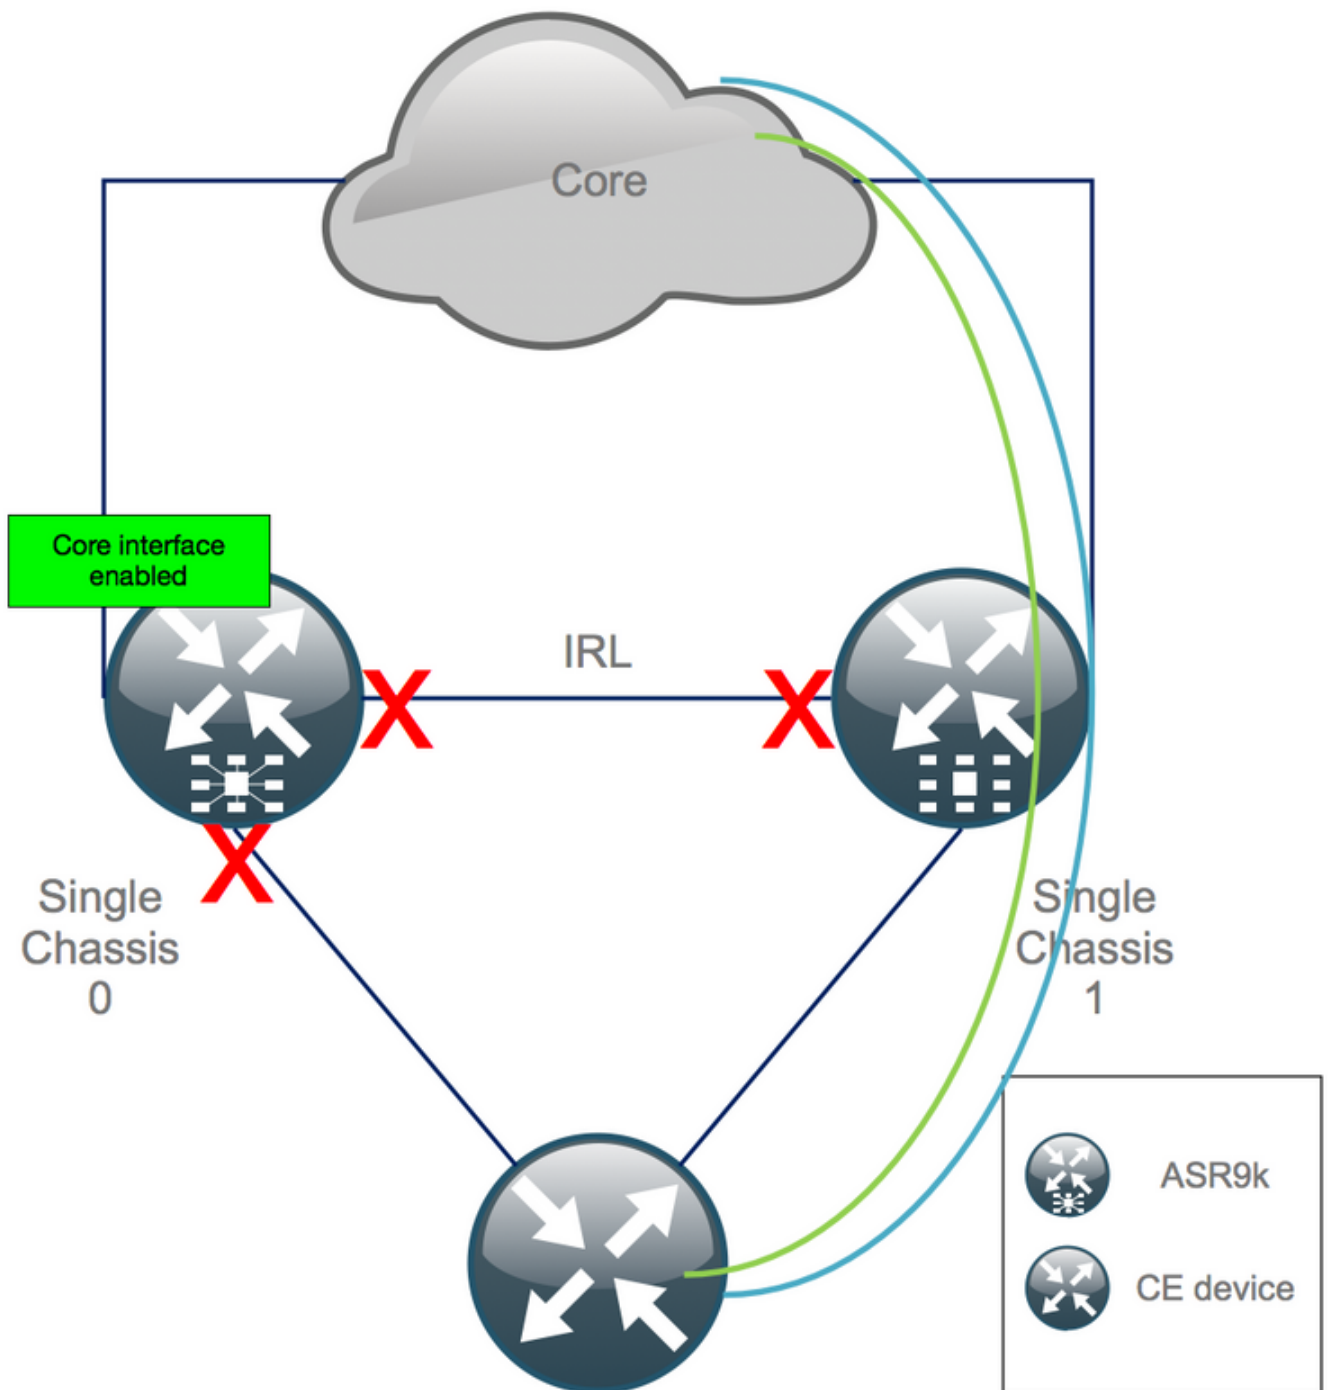 Core
Core interface
enabled
IRL
Single
Chassis
0
Single
Chassis
1
ASR9k
CE device